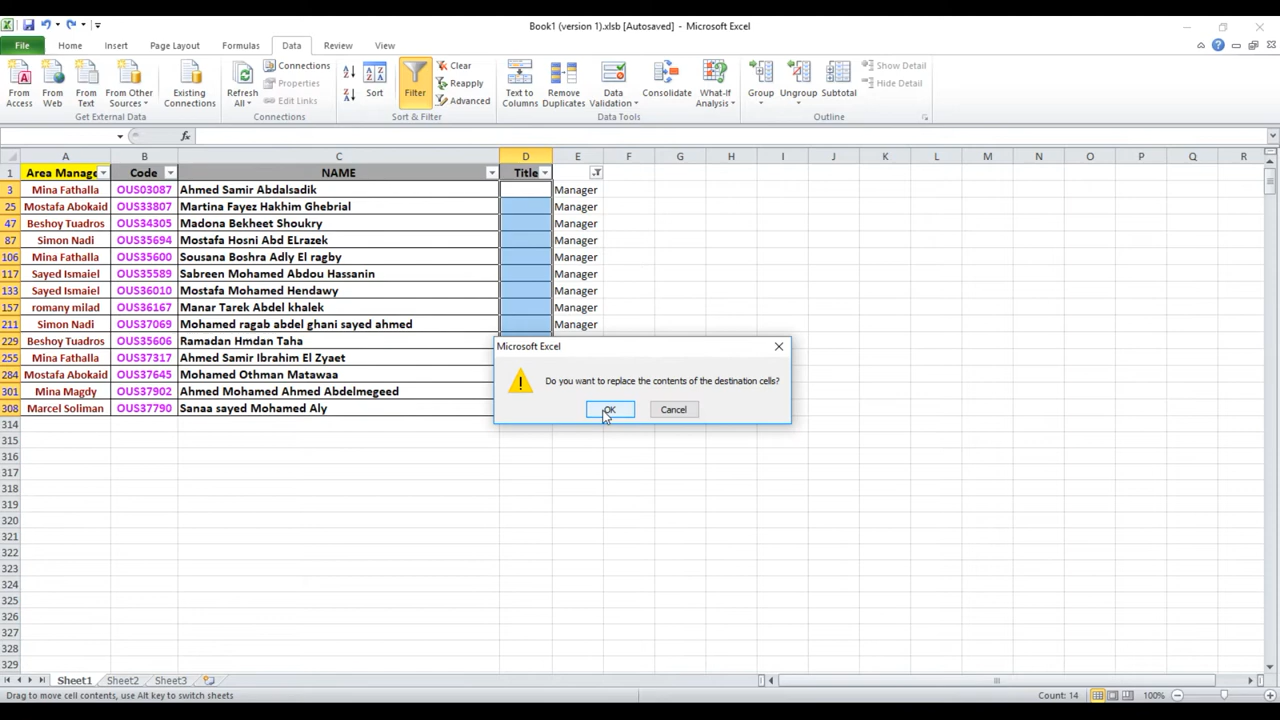 Book1 (version 1).xlsb [Autosaved] - Microsoft Excel
File Home Insert Page Layout Formulas Data Review View
From Access
From Web
From Text
From Other Sources
Existing Connections
Get External Data
Refresh All
Connections
Properties
Edit Links
Connections
Sort
Filter
Clear
Reapply
Advanced
Sort & Filter
Text to Columns
Remove Duplicates
Data Validation
Consolidate
What-If Analysis
Data Tools
Group
Ungroup
Subtotal
Show Detail
Hide Detail
Outline
fx
A B C D E F G H I J K L M N O P Q R
1 Area Manage Code NAME Title
3 Mina Fathalla OUS03087 Ahmed Samir Abdalsadik Manager
25 Mostafa Abokaid OUS33807 Martina Fayez Hakhim Ghebrial Manager
47 Beshoy Tuadros OUS34305 Madona Bekheet Shoukry Manager
87 Simon Nadi OUS35694 Mostafa Hosni Abd ELrazek Manager
106 Mina Fathalla OUS35600 Sousana Boshra Adly El ragby Manager
117 Sayed Ismaiel OUS35589 Sabreen Mohamed Abdou Hassanin Manager
133 Sayed Ismaiel OUS36010 Mostafa Mohamed Hendawy Manager
157 romany milad OUS36167 Manar Tarek Abdel khalek Manager
211 Simon Nadi OUS37069 Mohamed ragab abdel ghani sayed ahmed Manager
229 Beshoy Tuadros OUS35606 Ramadan Hmdan Taha
255 Mina Fathalla OUS37317 Ahmed Samir Ibrahim El Zyaet
284 Mostafa Abokaid OUS37645 Mohamed Othman Matawaa
301 Mina Magdy OUS37902 Ahmed Mohamed Ahmed Abdelmegeed
308 Marcel Soliman OUS37790 Sanaa sayed Mohamed Aly
314
315
316
317
318
319
320
321
322
323
324
325
326
327
328
329
Microsoft Excel
Do you want to replace the contents of the destination cells?
OK Cancel
Sheet1 Sheet2 Sheet3
Drag to move cell contents, use Alt key to switch sheets Count: 14 100%